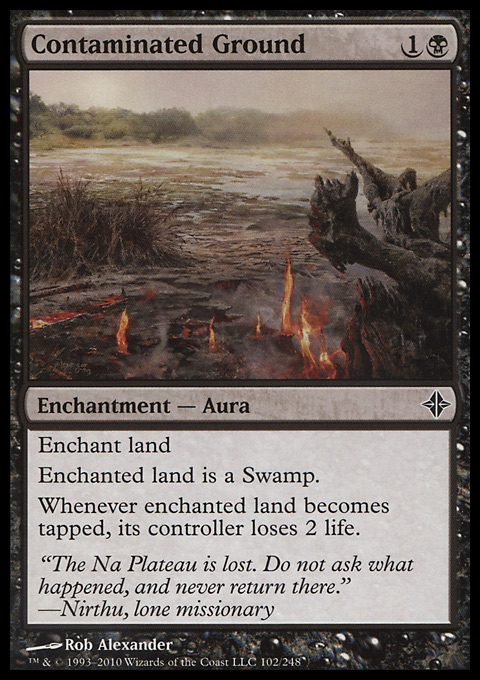 Contaminated Ground 1
Enchantment — Aura
Enchant land
Enchanted land is a Swamp.
Whenever enchanted land becomes
tapped, its controller loses 2 life.
“The Na Plateau is lost. Do not ask what
happened, and never return there.”
—Nirthu, lone missionary
Rob Alexander
™ & © 1993–2010 Wizards of the Coast LLC 102/248